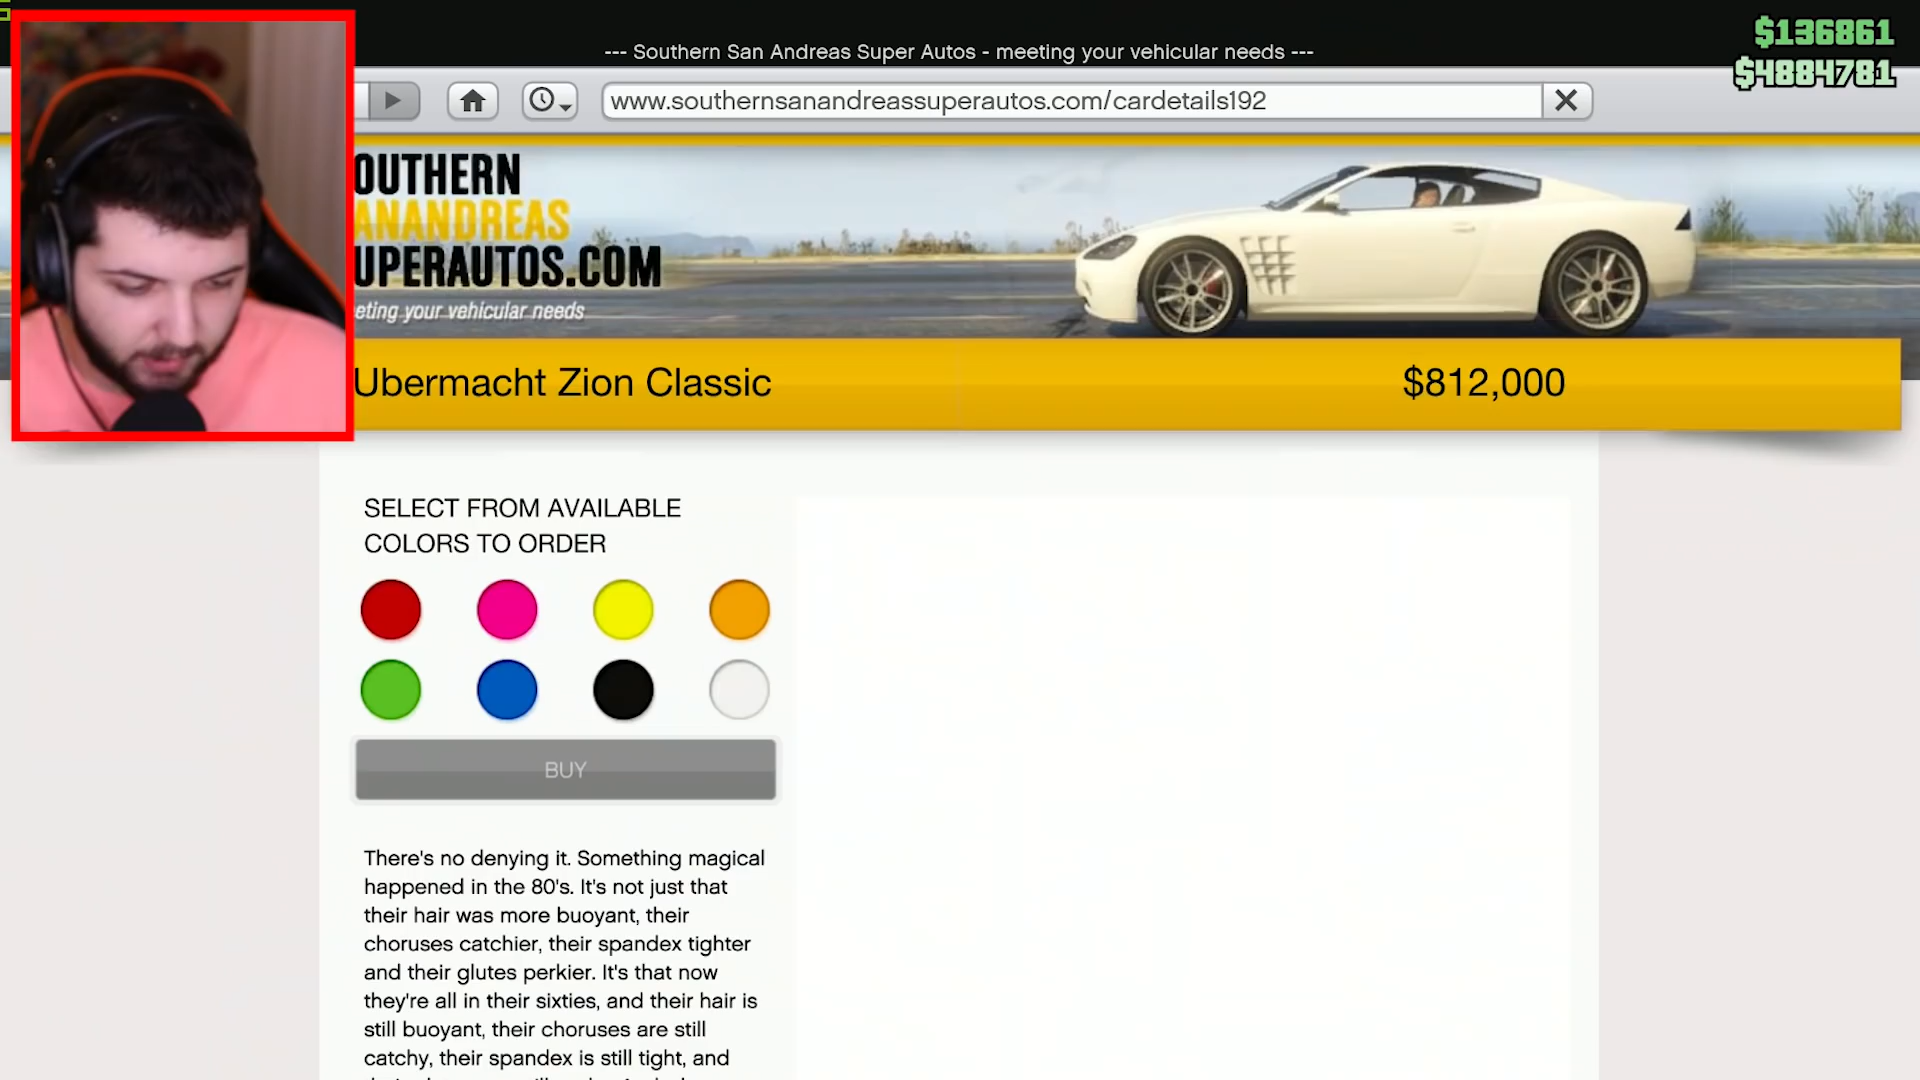 --- Southern San Andreas Super Autos - meeting your vehicular needs ---
$136861
$4884781
www.southernsanandreassuperautos.com/cardetails192
OUTHERN
ANANDREAS
UPERAUTOS.COM
eting your vehicular needs
Ubermacht Zion Classic
$812,000
SELECT FROM AVAILABLE
COLORS TO ORDER
BUY
There's no denying it. Something magical
happened in the 80's. It's not just that
their hair was more buoyant, their
choruses catchier, their spandex tighter
and their glutes perkier. It's that now
they're all in their sixties, and their hair is
still buoyant, their choruses are still
catchy, their spandex is still tight, and